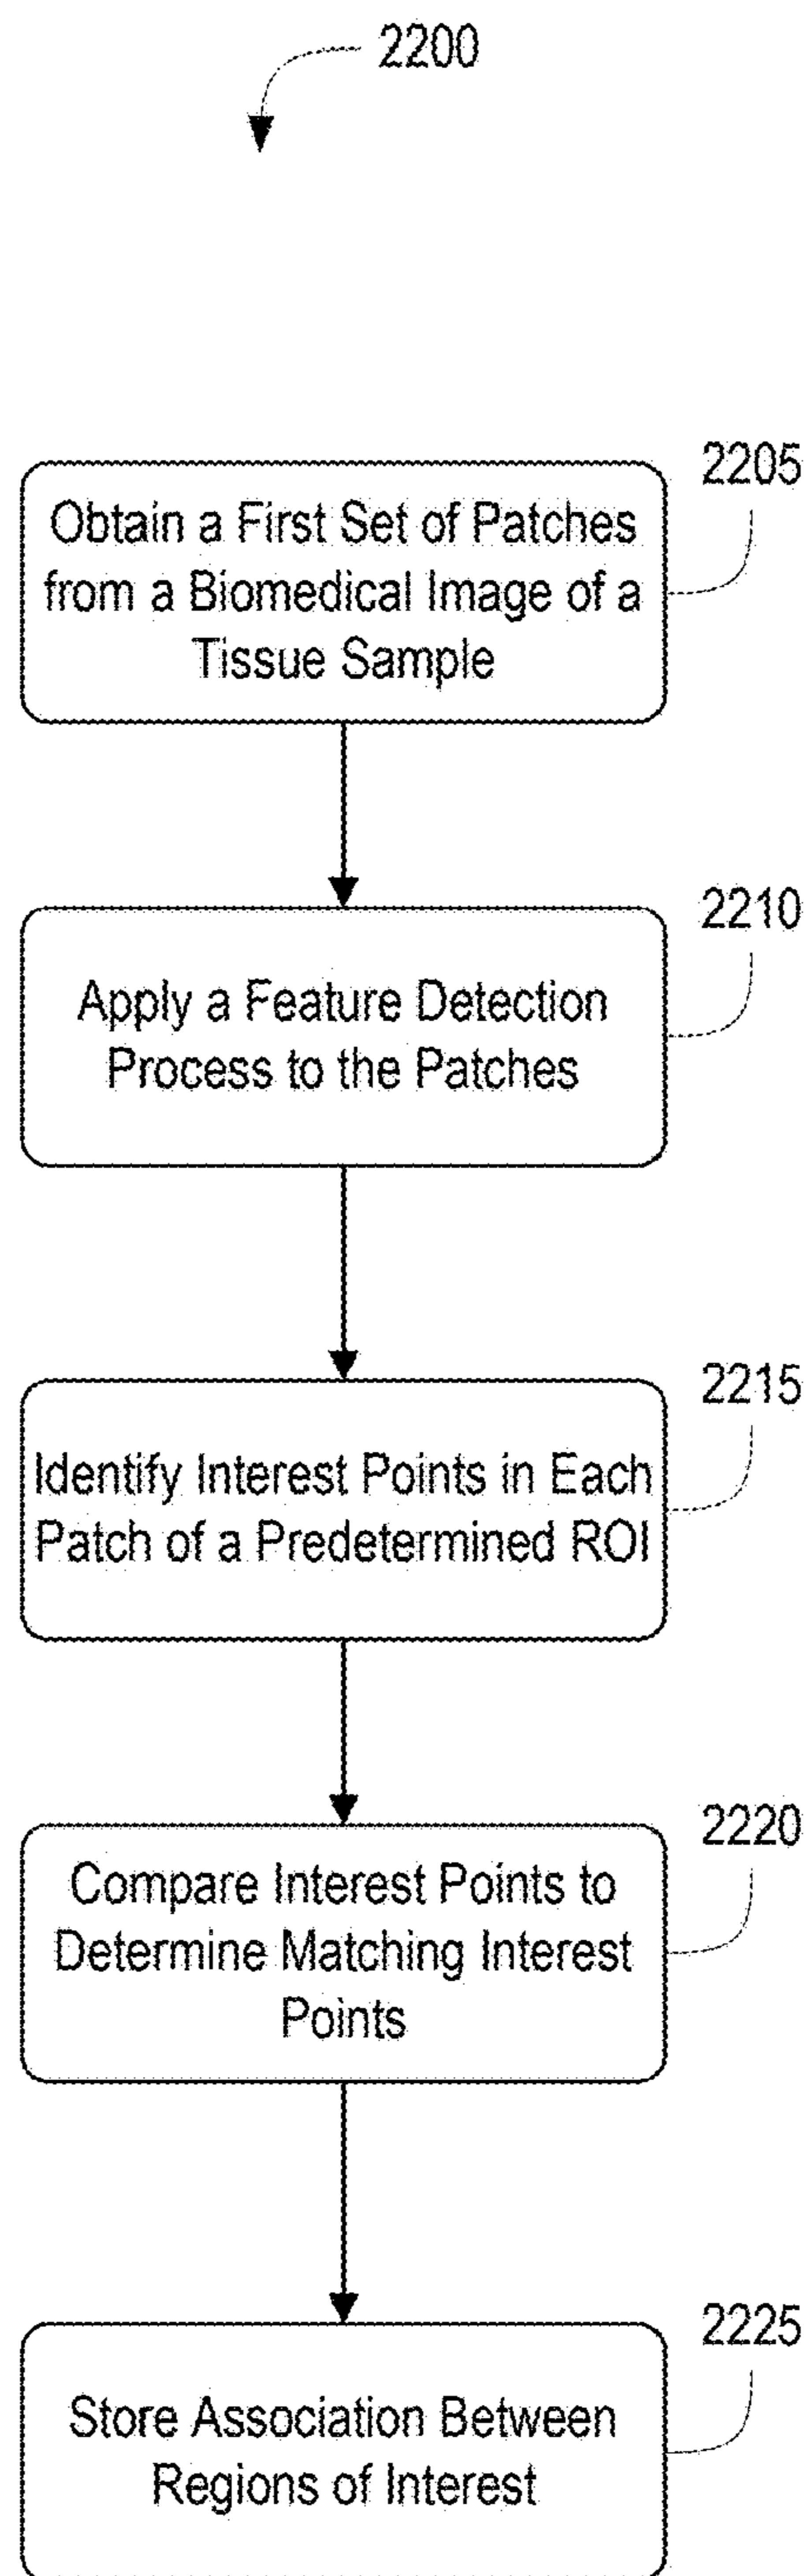 2200
2205
Obtain a First Set of Patches
from a Biomedical Image of a
Tissue Sample
2210
Apply a Feature Detection
Process to the Patches
2215
Identify Interest Points in Each
Patch of a Predetermined ROI
2220
Compare Interest Points to
Determine Matching Interest
Points
2225
Store Association Between
Regions of Interest